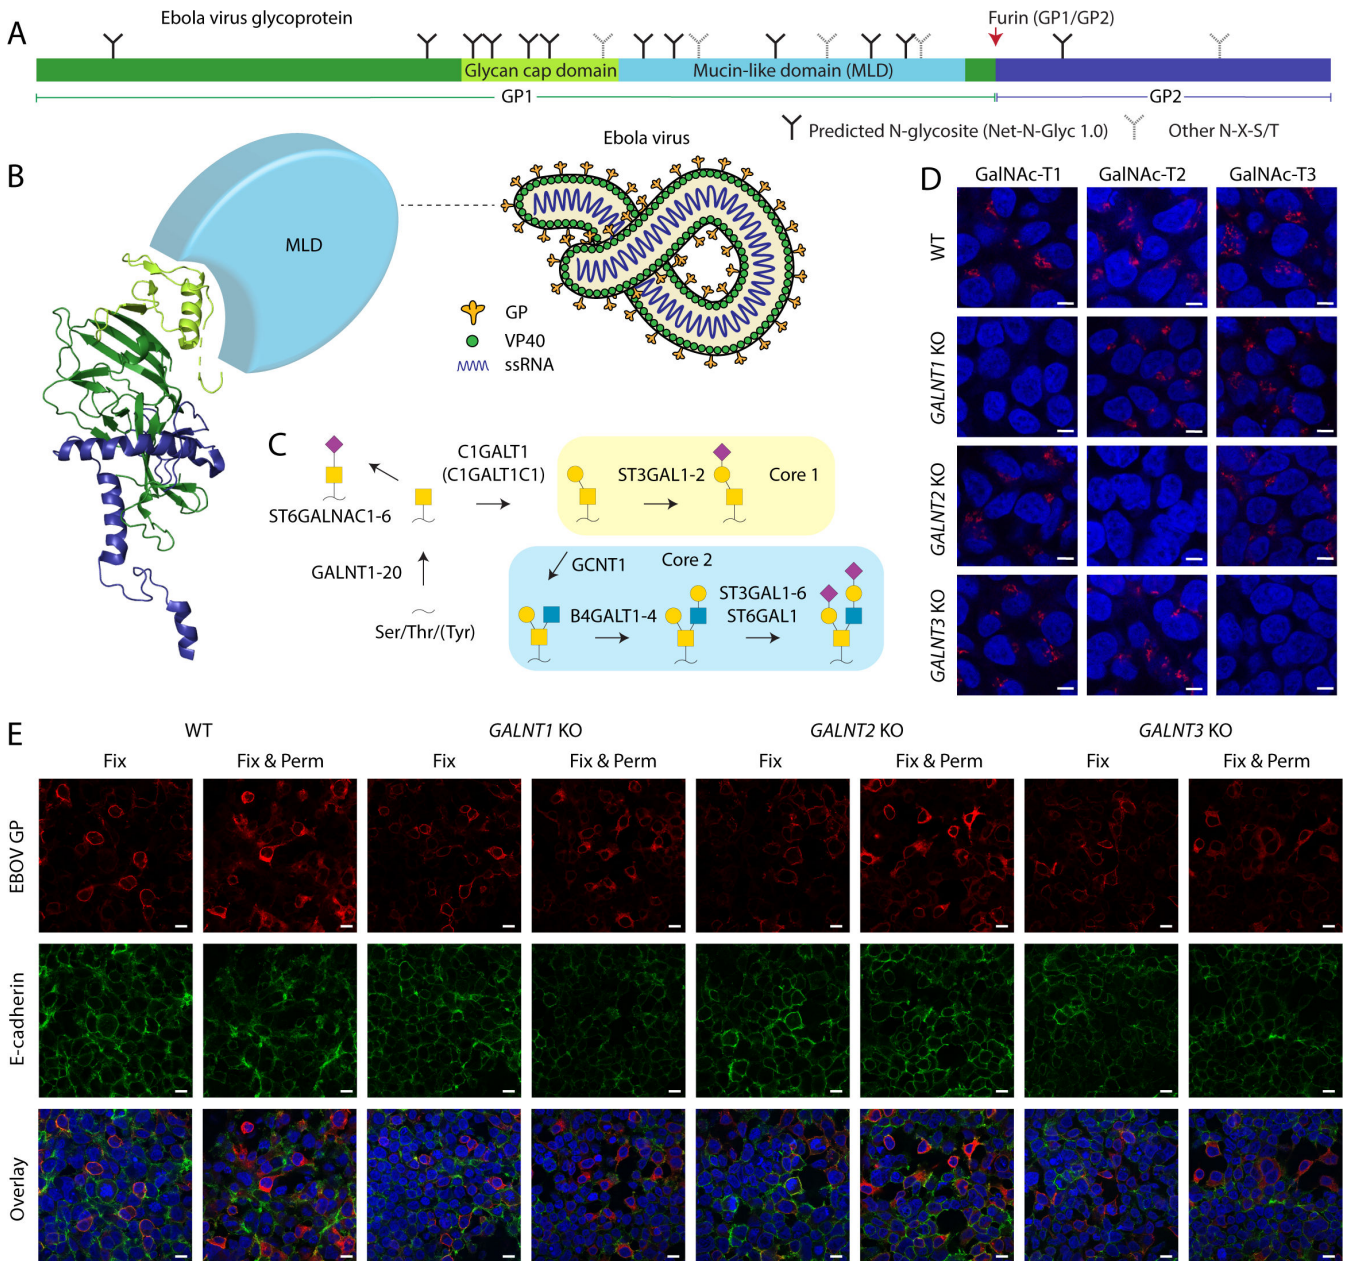 A
Ebola virus glycoprotein
Furin (GP1/GP2)
Glycan cap domain
Mucin-like domain (MLD)
GP1
GP2
Predicted N-glycosite (Net-N-Glyc 1.0)
Other N-X-S/T
B
MLD
Ebola virus
GP
VP40
ssRNA
C
ST6GALNAC1-6
GALNT1-20
Ser/Thr/(Tyr)
C1GALT1
(C1GALT1C1)
ST3GAL1-2
Core 1
GCNT1
Core 2
B4GALT1-4
ST3GAL1-6
ST6GAL1
D
GalNAc-T1
GalNAc-T2
GalNAc-T3
WT
GALNT1 KO
GALNT2 KO
GALNT3 KO
E
WT
GALNT1 KO
GALNT2 KO
GALNT3 KO
Fix
Fix & Perm
Fix
Fix & Perm
Fix
Fix & Perm
Fix
Fix & Perm
EBOV GP
E-cadherin
Overlay